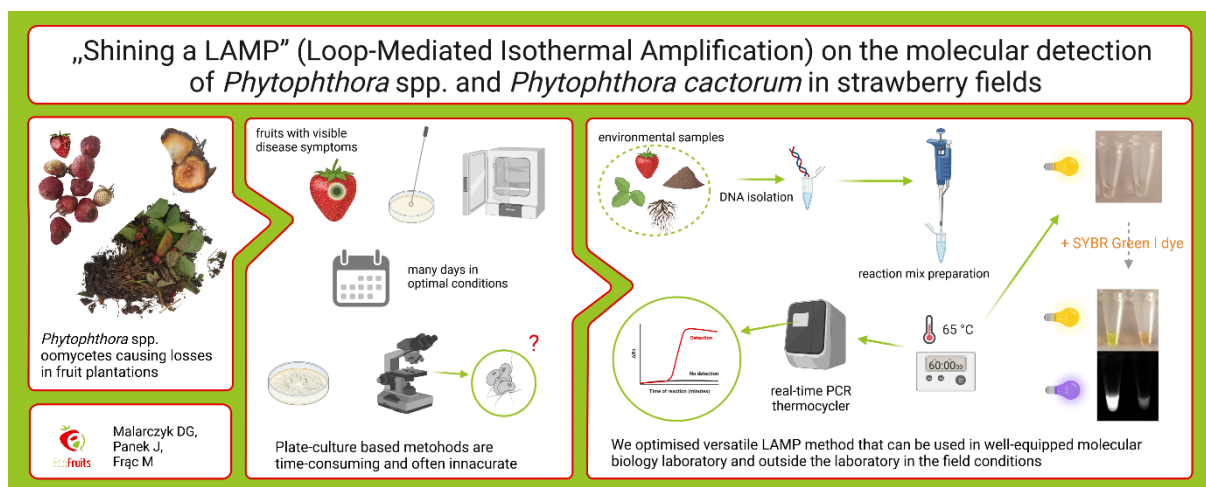 „Shining a LAMP” (Loop-Mediated Isothermal Amplification) on the molecular detection
of Phytophthora spp. and Phytophthora cactorum in strawberry fields
Phytophthora spp.
oomycetes causing losses
in fruit plantations
EcoFruits
Malarczyk DG,
Panek J,
Frąc M
fruits with visible
disease symptoms
many days in
optimal conditions
?
Plate-culture based metohods are
time-consuming and often innacurate
environmental samples
DNA isolation
reaction mix preparation
+ SYBR Green I dye
65 °C
60:00
real-time PCR
thermocycler
ΔRn
Detection
No detection
Time of reaction (minutes)
We optimised versatile LAMP method that can be used in well-equipped molecular
biology laboratory and outside the laboratory in the field conditions